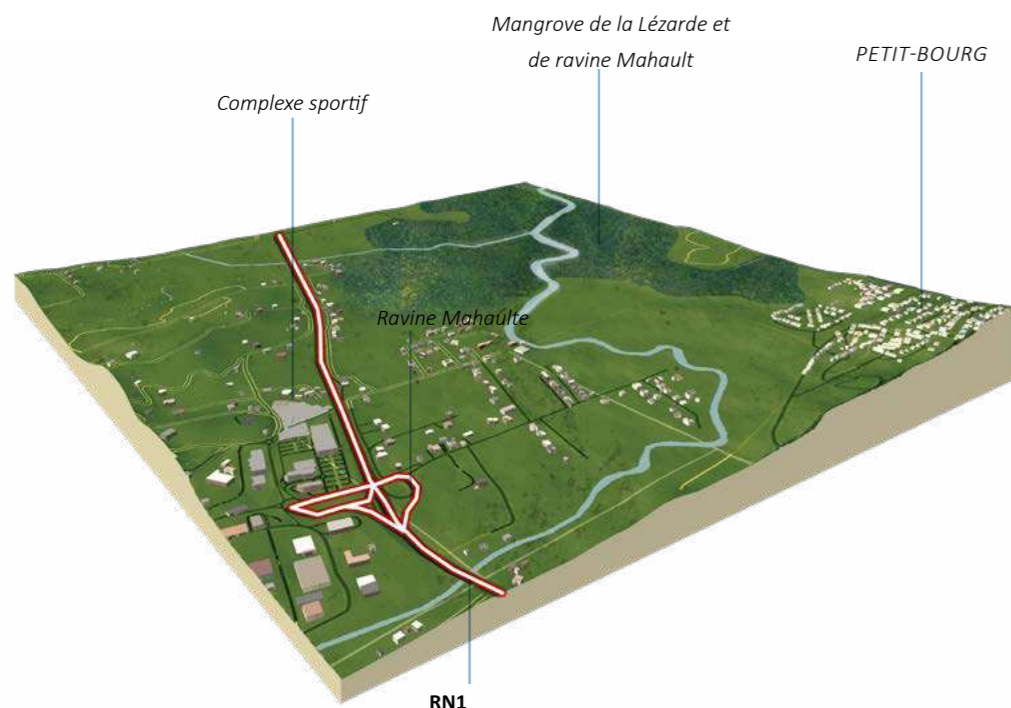 Mangrove de la Lézarde et
de ravine Mahault
PETIT-BOURG
Complexe sportif
Ravine Mahaulte
RN1